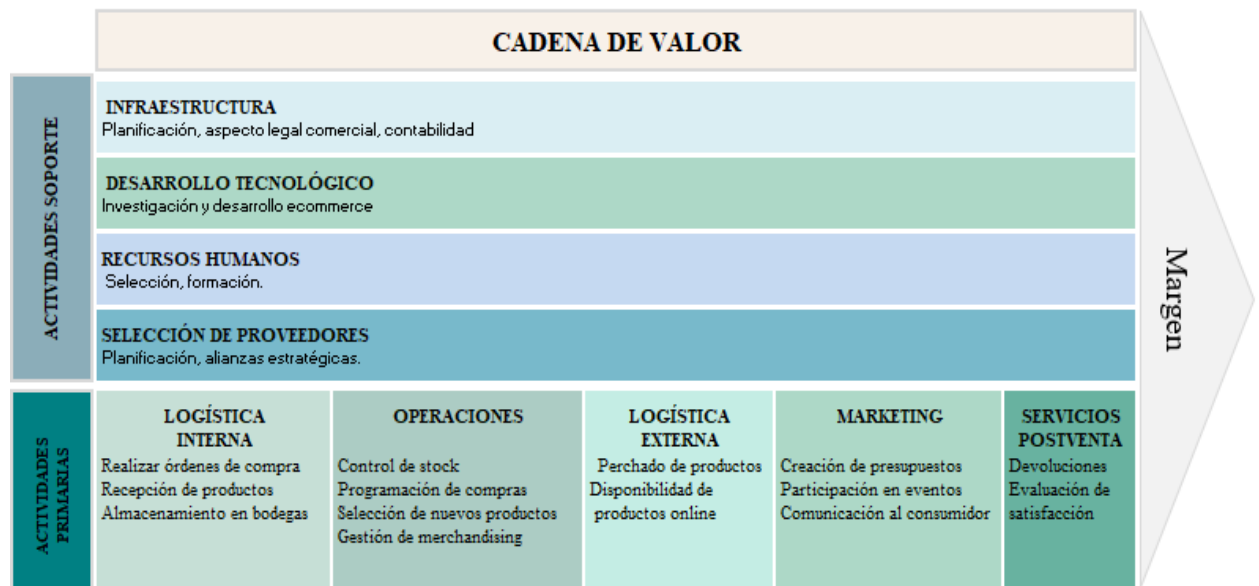 CADENA DE VALOR
ACTIVIDADES SOPORTE
INFRAESTRUCTURA
Planificación, aspecto legal comercial, contabilidad
DESARROLLO TECNOLÓGICO
Investigación y desarrollo ecommerce
RECURSOS HUMANOS
Selección, formación.
SELECCIÓN DE PROVEEDORES
Planificación, alianzas estratégicas.
ACTIVIDADES
PRIMARIAS
LOGÍSTICA
INTERNA
Realizar órdenes de compra
Recepción de productos
Almacenamiento en bodegas
OPERACIONES
Control de stock
Programación de compras
Selección de nuevos productos
Gestión de merchandising
LOGÍSTICA
EXTERNA
Perchado de productos
Disponibilidad de
productos online
MARKETING
Creación de presupuestos
Participación en eventos
Comunicación al consumidor
SERVICIOS
POSTVENTA
Devoluciones
Evaluación de
satisfacción
Margen